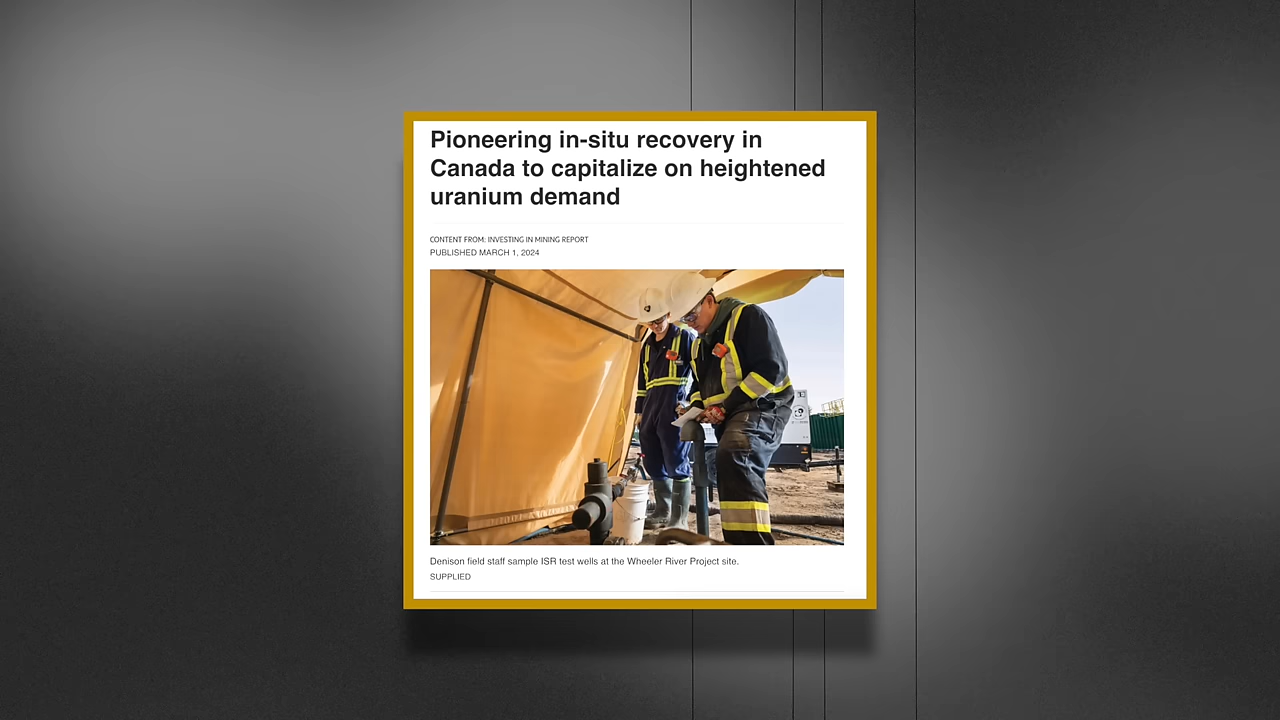 Pioneering in-situ recovery in
Canada to capitalize on heightened
uranium demand
CONTENT FROM: INVESTING IN MINING REPORT
PUBLISHED MARCH 1, 2024
Denison field staff sample ISR test wells at the Wheeler River Project site.
SUPPLIED